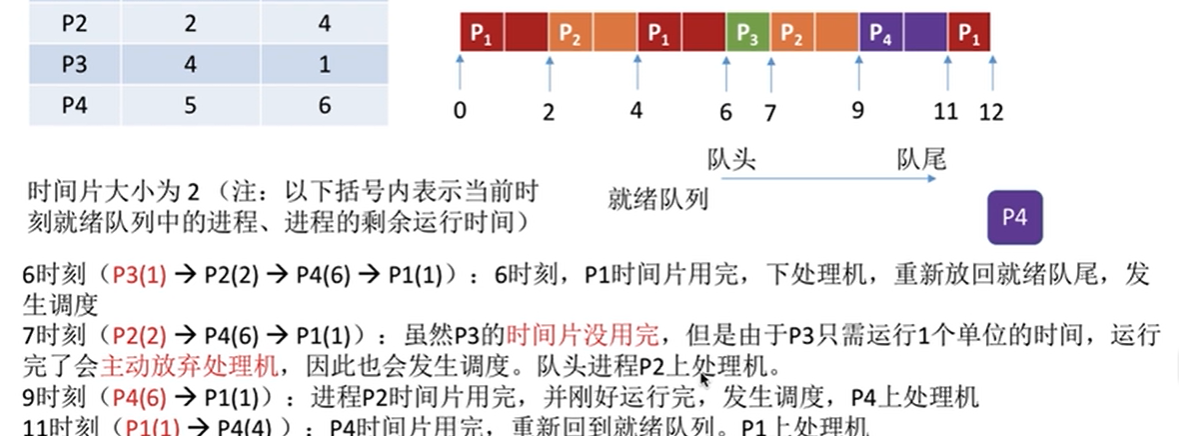 P2 2 4
P3 4 1
P4 5 6
P1 P2 P1 P3 P2 P4 P1
0 2 4 6 7 9 11 12
队头 队尾
就绪队列
P4
时间片大小为 2 (注:以下括号内表示当前时
刻就绪队列中的进程、进程的剩余运行时间)
6时刻(P3(1) → P2(2) → P4(6) → P1(1)):6时刻,P1时间片用完,下处理机,重新放回就绪队尾,发
生调度
7时刻(P2(2) → P4(6) → P1(1)):虽然P3的时间片没用完,但是由于P3只需运行1个单位的时间,运行
完了会主动放弃处理机,因此也会发生调度。队头进程P2上处理机。
9时刻(P4(6) → P1(1)):进程P2时间片用完,并刚好运行完,发生调度,P4上处理机
11时刻(P1(1) → P4(4) ):P4时间片用完,重新回到就绪队列。P1上处理机